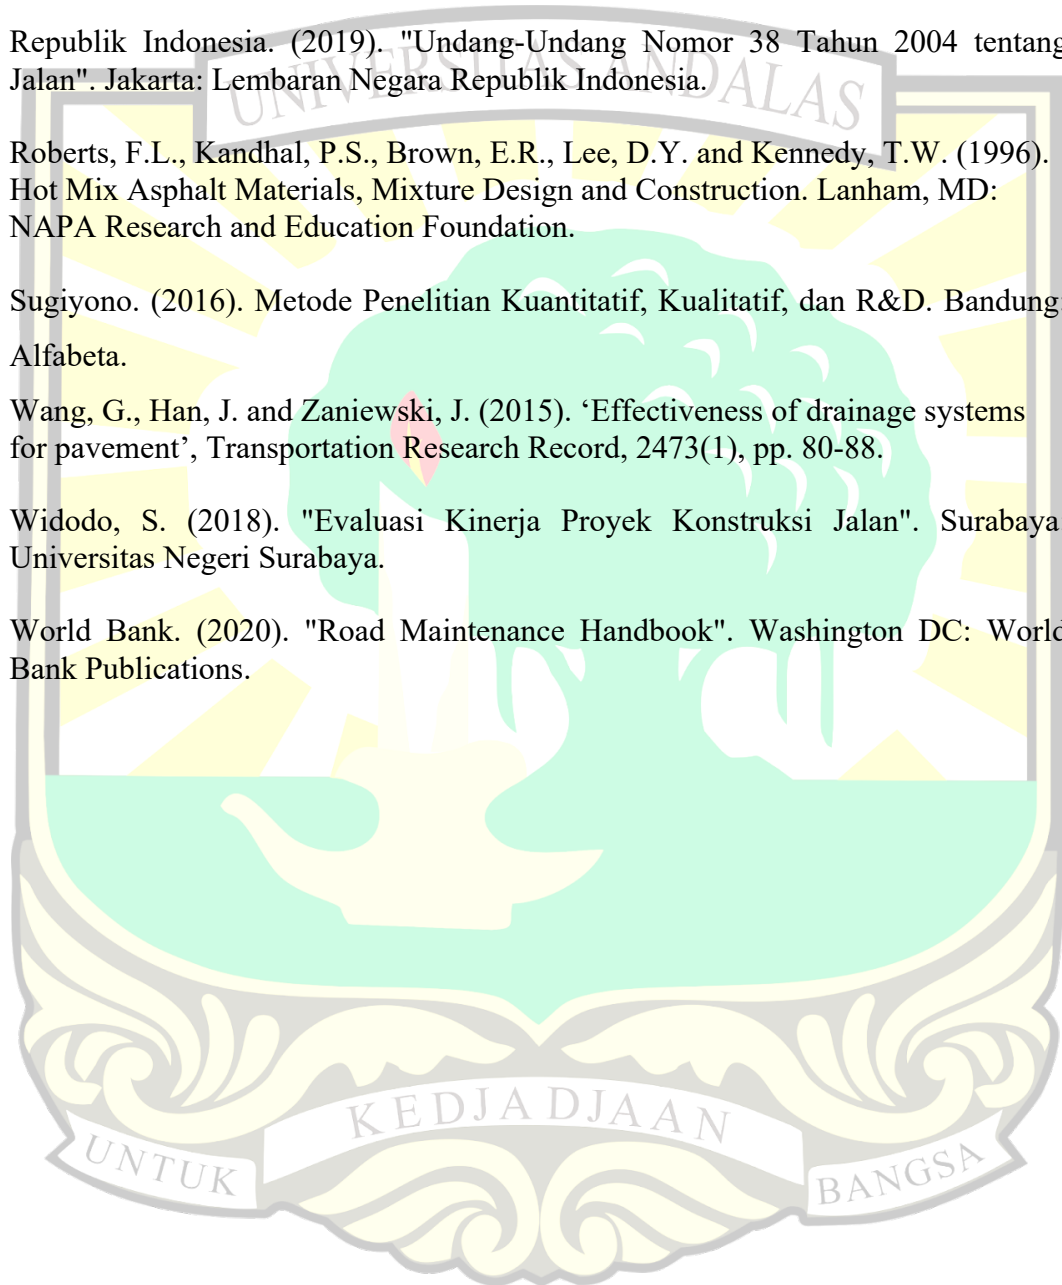 Republik Indonesia. (2019). "Undang-Undang Nomor 38 Tahun 2004 tentang
Jalan". Jakarta: Lembaran Negara Republik Indonesia.
UNIVERSITAS ANDALAS
Roberts, F.L., Kandhal, P.S., Brown, E.R., Lee, D.Y. and Kennedy, T.W. (1996).
Hot Mix Asphalt Materials, Mixture Design and Construction. Lanham, MD:
NAPA Research and Education Foundation.
Sugiyono. (2016). Metode Penelitian Kuantitatif, Kualitatif, dan R&D. Bandung:
Alfabeta.
Wang, G., Han, J. and Zaniewski, J. (2015). ‘Effectiveness of drainage systems
for pavement’, Transportation Research Record, 2473(1), pp. 80-88.
Widodo, S. (2018). "Evaluasi Kinerja Proyek Konstruksi Jalan". Surabaya:
Universitas Negeri Surabaya.
World Bank. (2020). "Road Maintenance Handbook". Washington DC: World
Bank Publications.
UNTUK KEDJADJAAN BANGSA